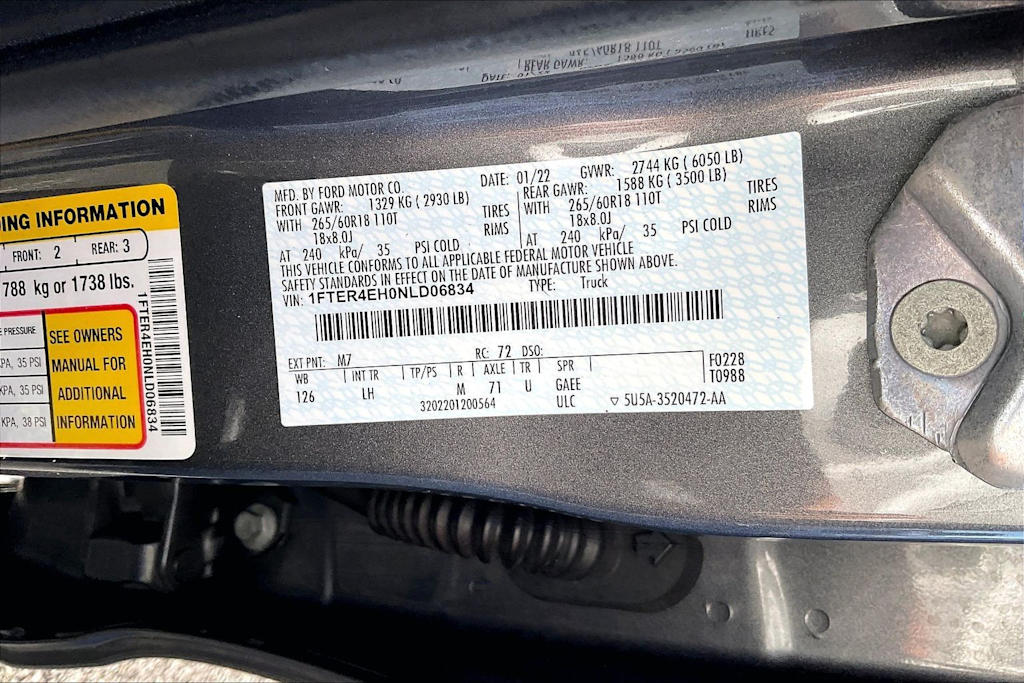 DING INFORMATION
FRONT: 2 REAR: 3
788 kg or 1738 lbs.
PRESSURE
KPA, 35 PSI
KPA, 35 PSI
KPA, 38 PSI
SEE OWNERS
MANUAL FOR
ADDITIONAL
INFORMATION
1FTER4EH0NLD06834
MFD. BY FORD MOTOR CO.
DATE: 01/22 GVWR: 2744 KG ( 6050 LB)
FRONT GAWR: 1329 KG ( 2930 LB)
WITH 265/60R18 110T TIRES
18x8.0J RIMS
AT 240 kPa/ 35 PSI COLD
REAR GAWR: 1588 KG ( 3500 LB)
WITH 265/60R18 110T TIRES
18x8.0J RIMS
AT 240 kPa/ 35 PSI COLD
THIS VEHICLE CONFORMS TO ALL APPLICABLE FEDERAL MOTOR VEHICLE
SAFETY STANDARDS IN EFFECT ON THE DATE OF MANUFACTURE SHOWN ABOVE.
VIN: 1FTER4EH0NLD06834 TYPE: Truck
EXT PNT: M7 RC: 72 DSO:
WB INT TR TP/PS R AXLE TR SPR
126 LH M 71 U GAEE
3202201200564 ULC
F0228
T0988
▽ 5U5A-3520472-AA